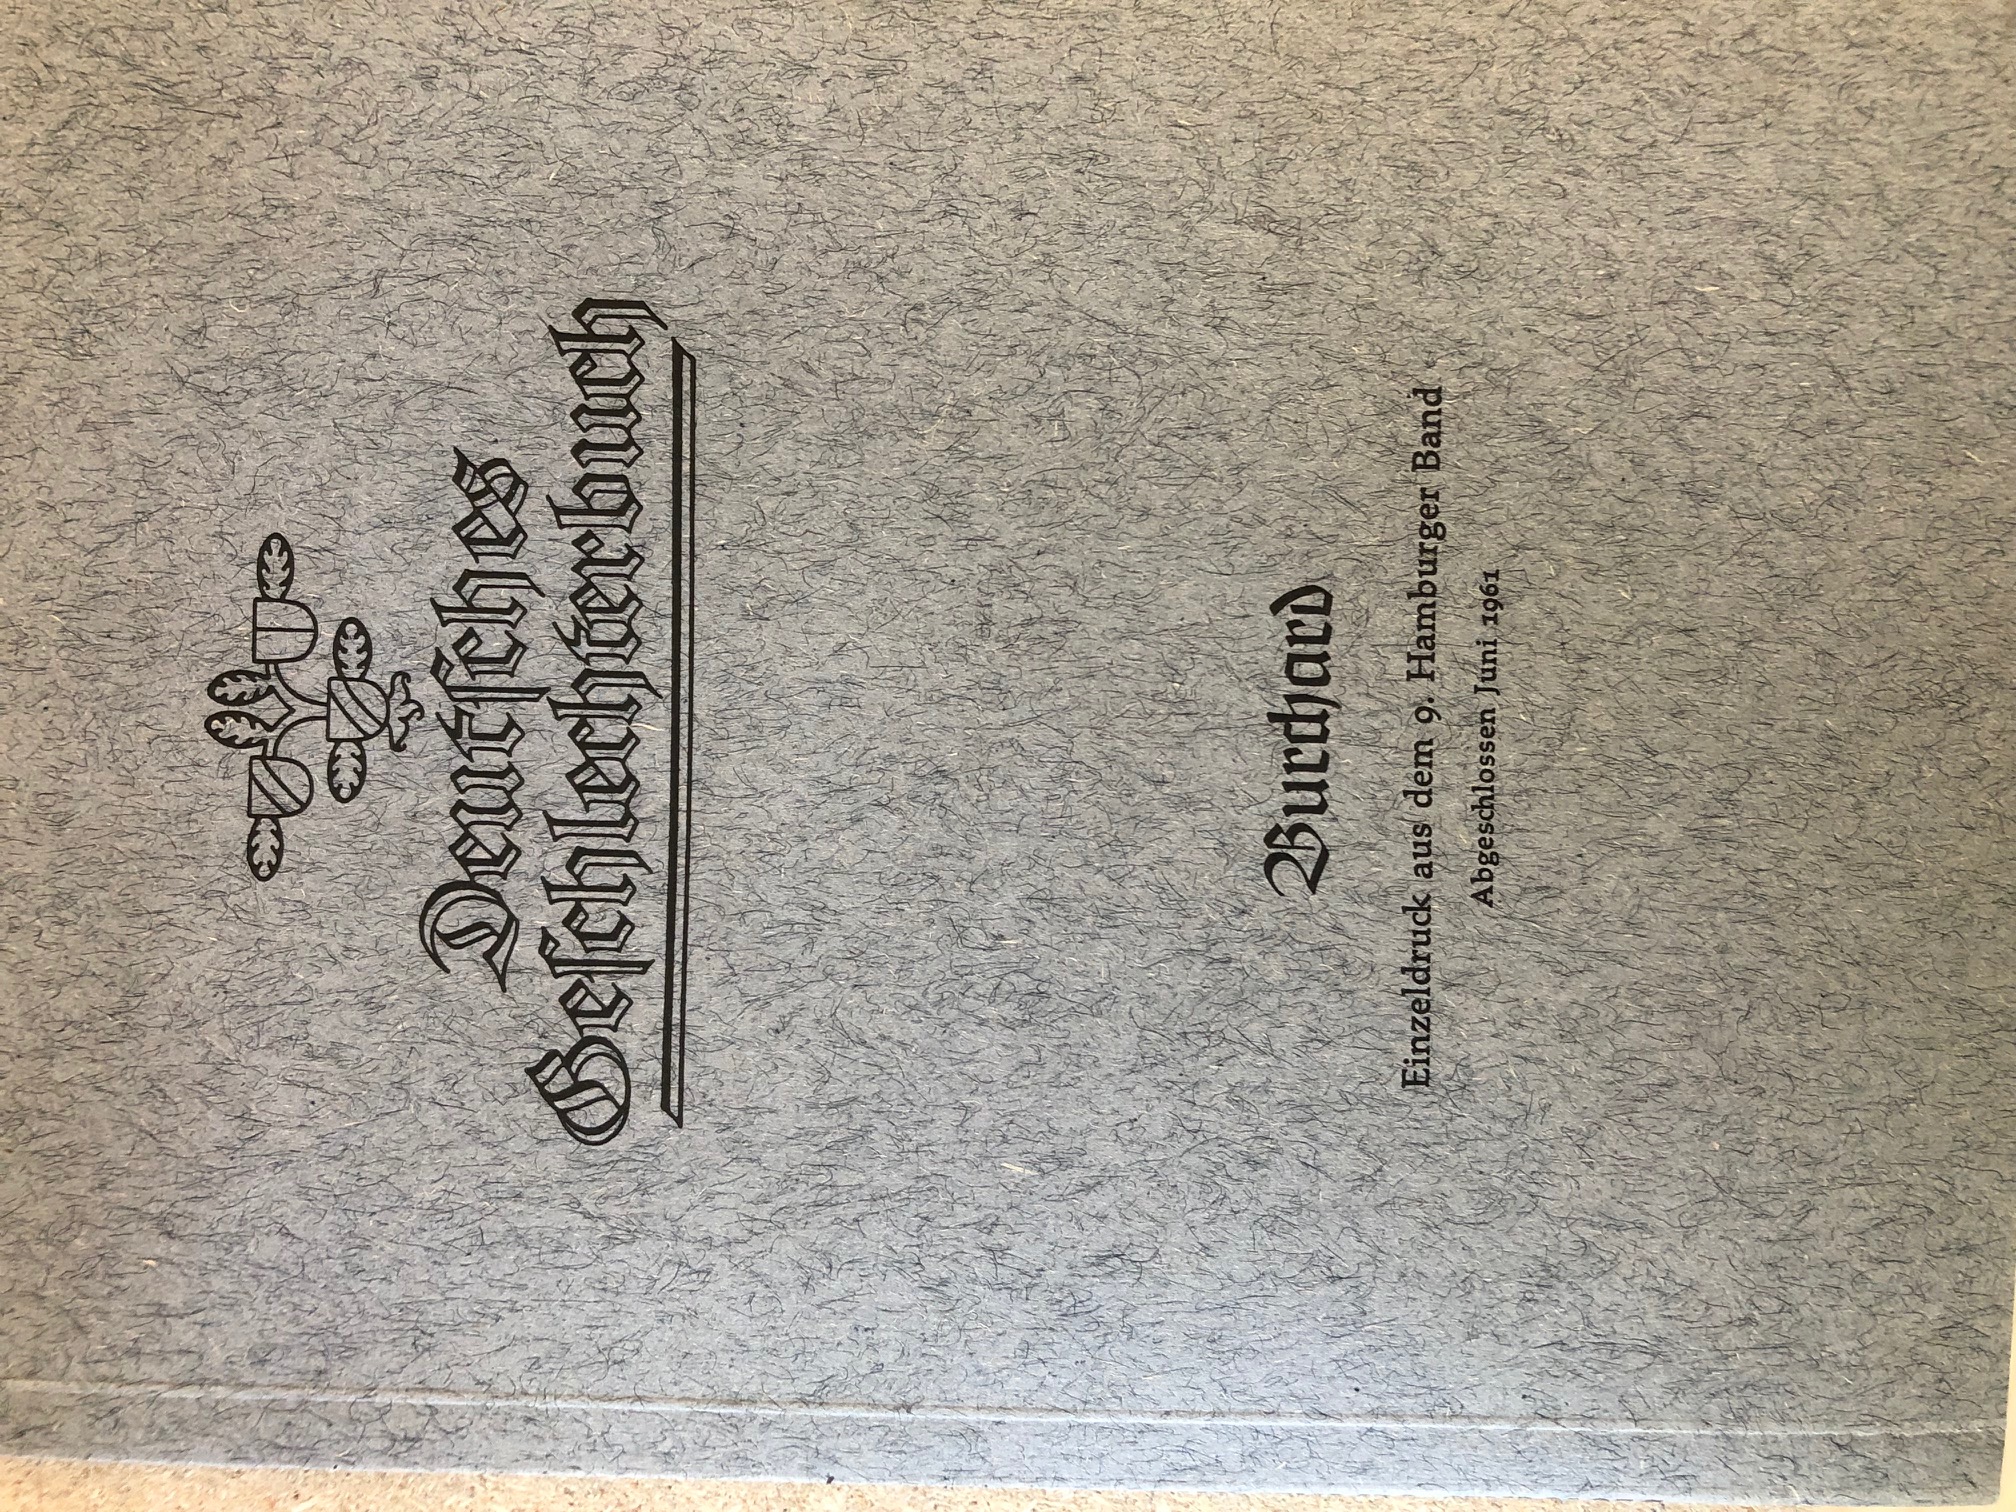 Deutſches
Geſchlechterbuch
Burchard
Einzeldruck aus dem 9. Hamburger Band
Abgeschlossen Juni 1961